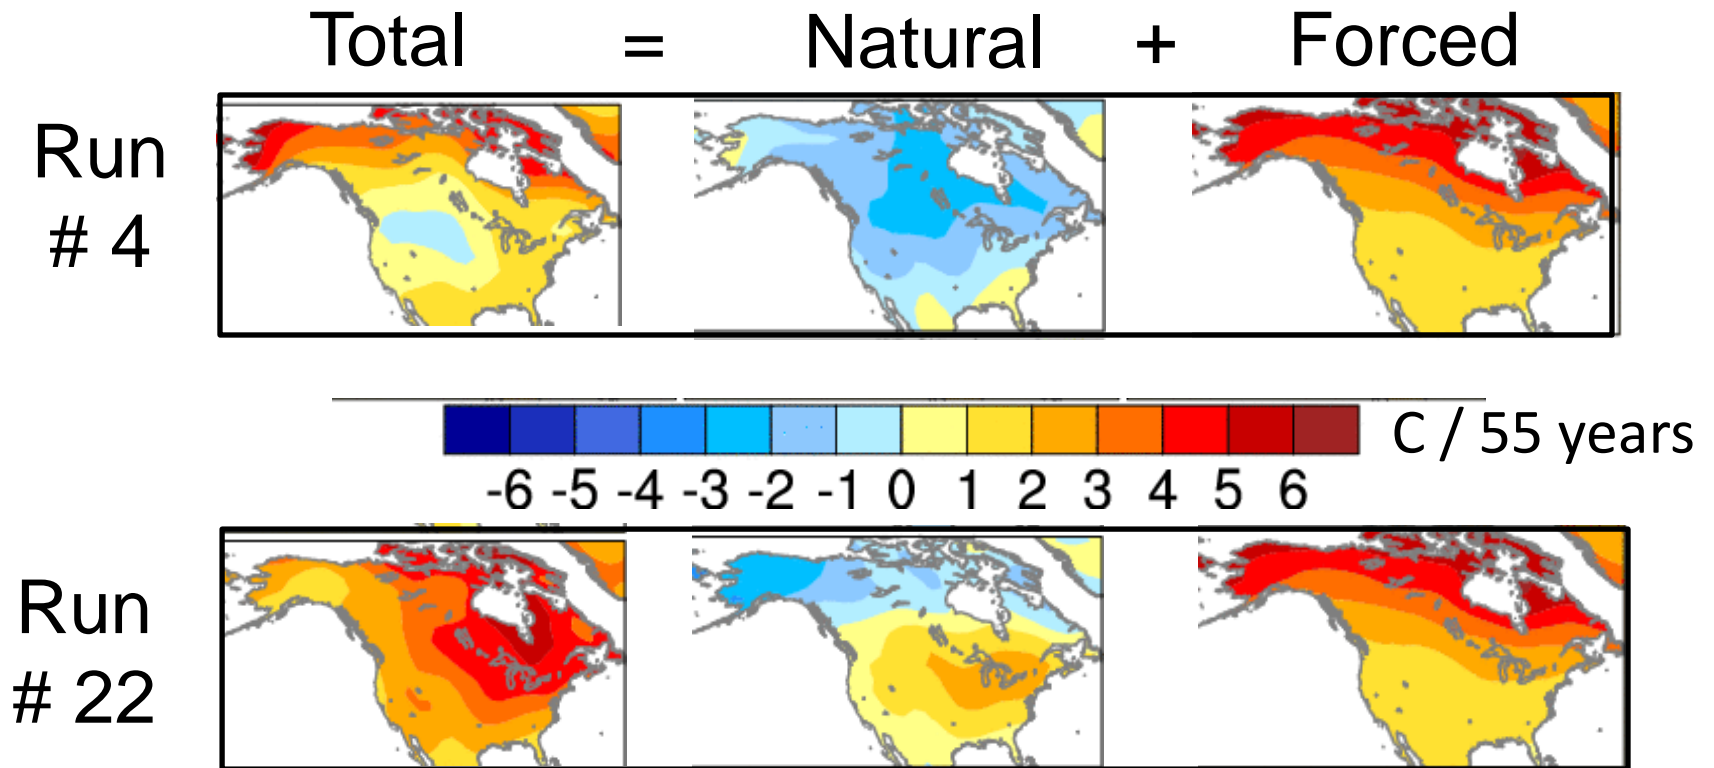 Total = Natural + Forced
Run
# 4
C / 55 years
-6 -5 -4 -3 -2 -1 0 1 2 3 4 5 6
Run
# 22